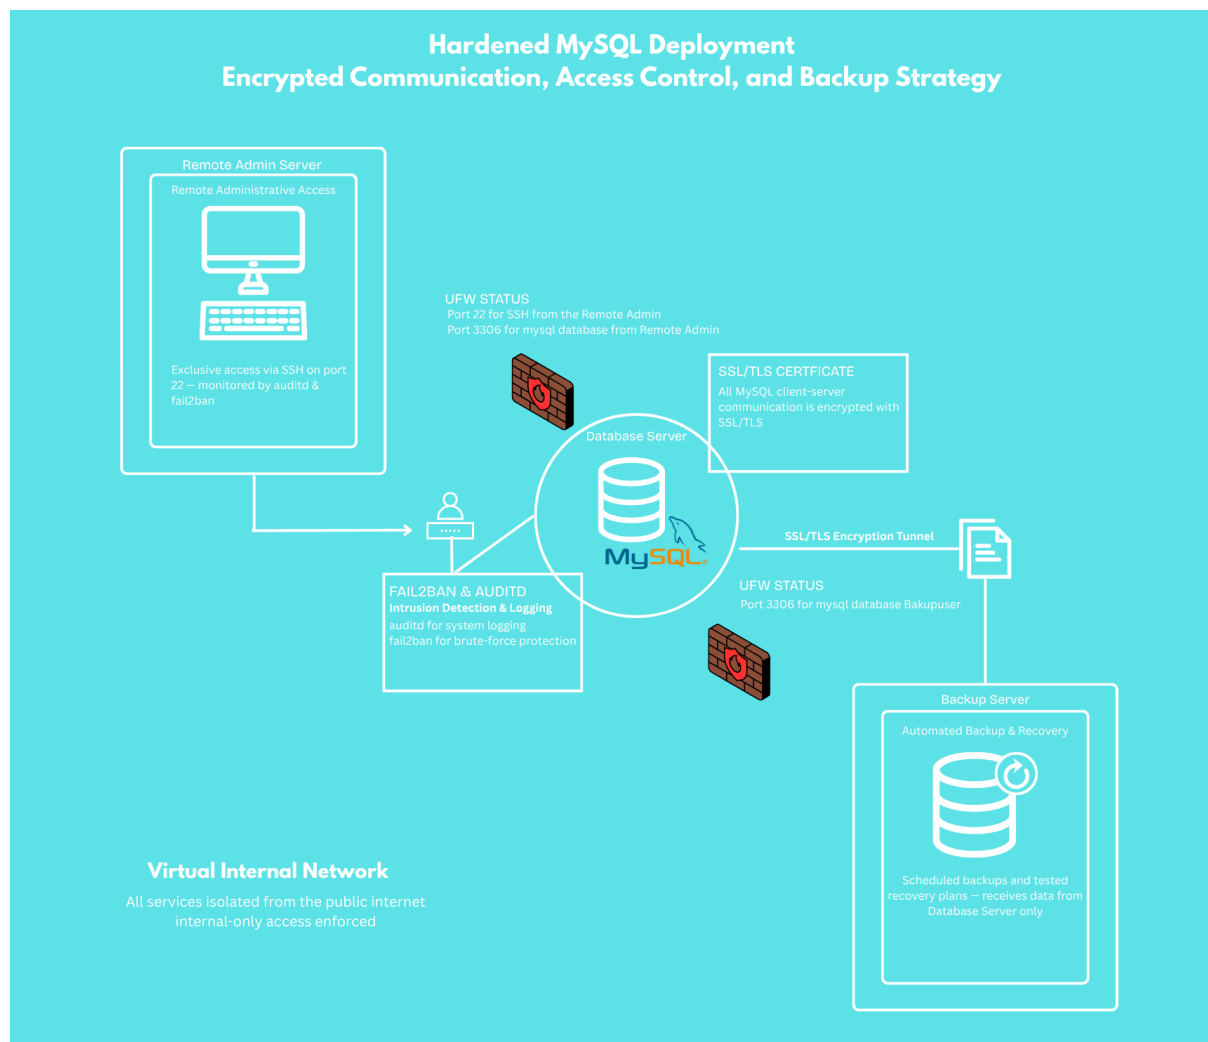 Hardened MySQL Deployment
Encrypted Communication, Access Control, and Backup Strategy
Remote Admin Server
Remote Administrative Access
Exclusive access via SSH on port
22 — monitored by auditd &
fail2ban
UFW STATUS
Port 22 for SSH from the Remote Admin
Port 3306 for mysql database from Remote Admin
SSL/TLS CERTFICATE
All MySQL client-server
communication is encrypted with
SSL/TLS
Database Server
MySQL®
FAIL2BAN & AUDITD
Intrusion Detection & Logging
auditd for system logging
fail2ban for brute-force protection
SSL/TLS Encryption Tunnel
UFW STATUS
Port 3306 for mysql database Bakupuser
Backup Server
Automated Backup & Recovery
Scheduled backups and tested
recovery plans — receives data from
Database Server only
Virtual Internal Network
All services isolated from the public internet
internal-only access enforced